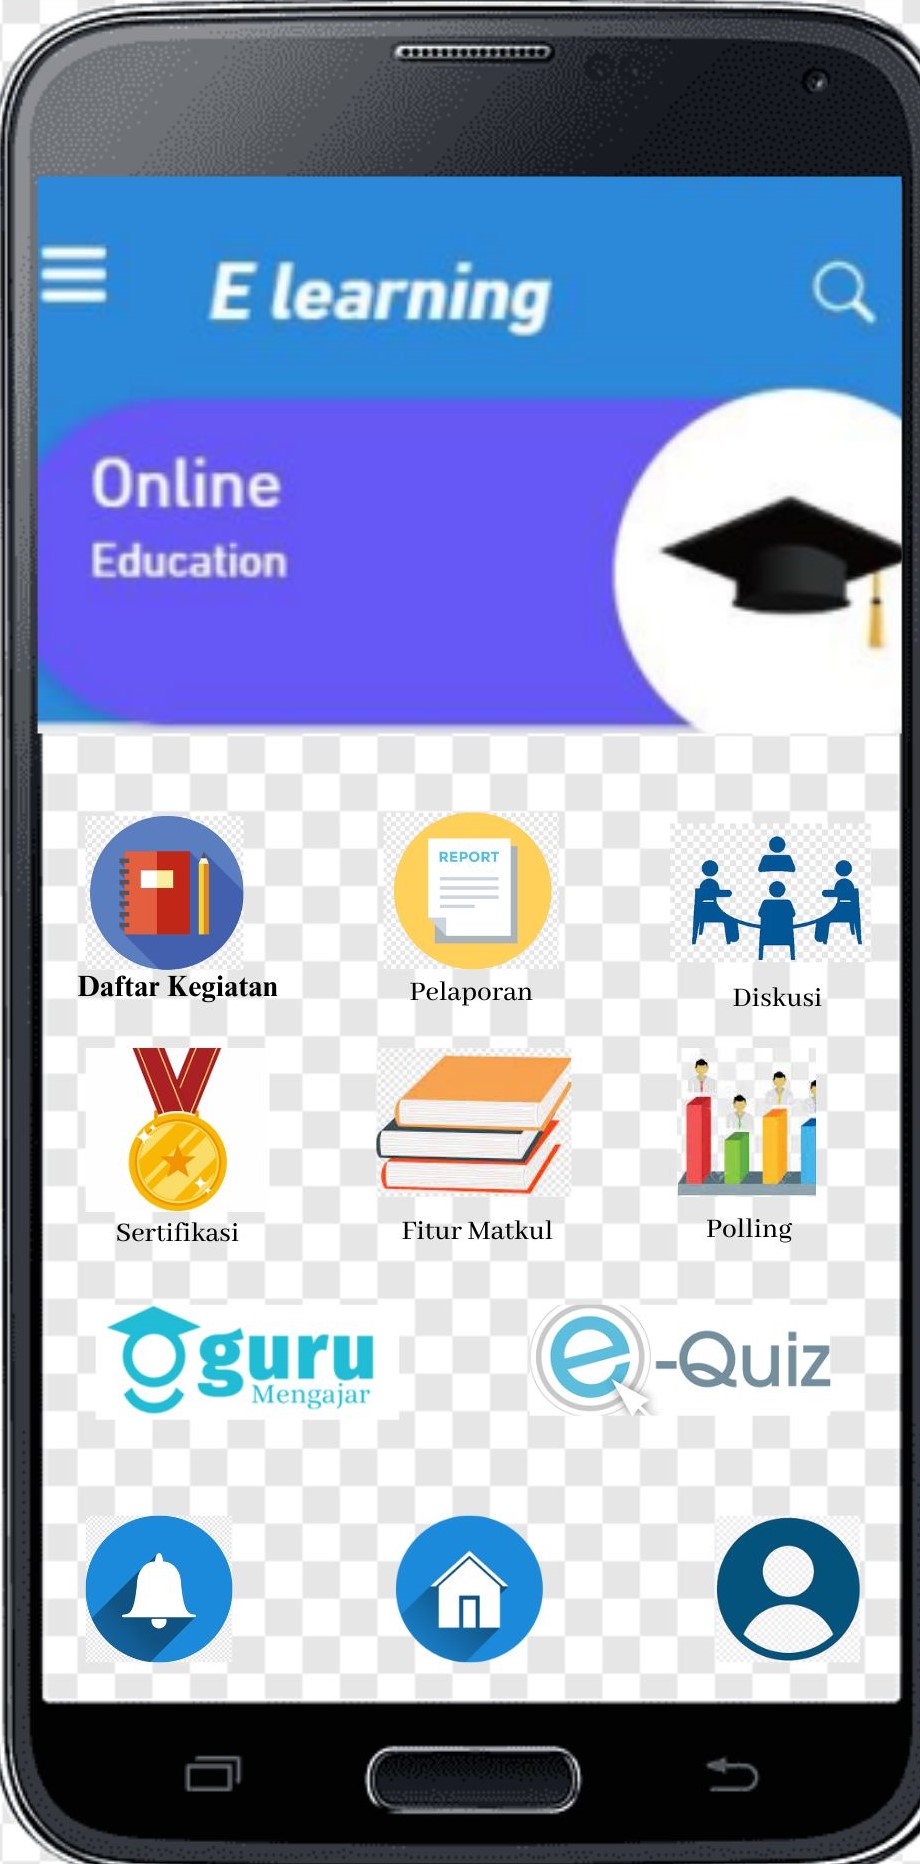 E learning
Online
Education
REPORT
Daftar Kegiatan
Pelaporan
Diskusi
Sertifikasi
Fitur Matkul
Polling
guru
Mengajar
e-Quiz